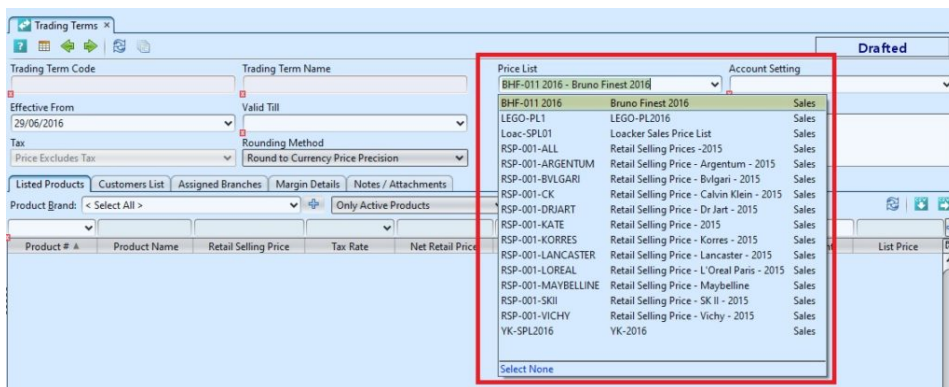 Trading Terms
Drafted
Trading Term Code Trading Term Name Price List Account Setting
BHF-011 2016 - Bruno Finest 2016
Effective From Valid Till
29/06/2016
Tax Rounding Method
Price Excludes Tax Round to Currency Price Precision
BHF-011 2016 Bruno Finest 2016 Sales
LEGO-PL1 LEGO-PL2016 Sales
Loac-SPL01 Loacker Sales Price List Sales
RSP-001-ALL Retail Selling Prices -2015 Sales
RSP-001-ARGENTUM Retail Selling Price - Argentum - 2015 Sales
RSP-001-BVLGARI Retail Selling Price - Bvlgari - 2015 Sales
RSP-001-CK Retail Selling Price - Calvin Klein - 2015 Sales
RSP-001-DRJART Retail Selling Price - Dr Jart - 2015 Sales
RSP-001-KATE Retail Selling Price - 2015 Sales
RSP-001-KORRES Retail Selling Price - Korres - 2015 Sales
RSP-001-LANCASTER Retail Selling Price - Lancaster - 2015 Sales
RSP-001-LOREAL Retail Selling Price - L'Oreal Paris - 2015 Sales
RSP-001-MAYBELLINE Retail Selling Price - Maybelline Sales
RSP-001-SKII Retail Selling Price - SK II - 2015 Sales
RSP-001-VICHY Retail Selling Price - Vichy - 2015 Sales
YK-SPL2016 YK-2016 Sales
Select None
Listed Products Customers List Assigned Branches Margin Details Notes / Attachments
Product Brand: < Select All > Only Active Products
Product # Product Name Retail Selling Price Tax Rate Net Retail Price List Price